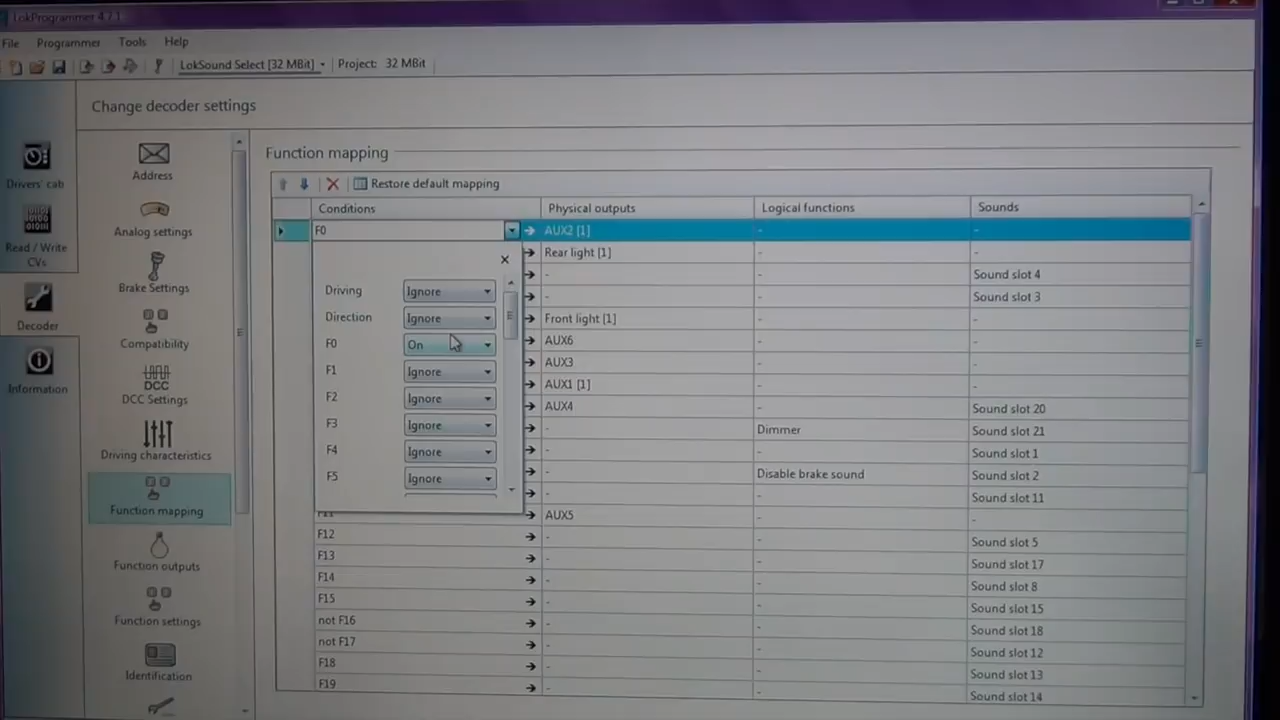 LokProgrammer 4.7.1
File Programmer Tools Help
LokSound Select [32 MBit] Project: 32 MBit
Change decoder settings
Drivers' cab
Read / Write CVs
Decoder
Information
Address
Analog settings
Brake Settings
Compatibility
DCC
DCC Settings
Driving characteristics
Function mapping
Function outputs
Function settings
Identification
Function mapping
Restore default mapping
Conditions Physical outputs Logical functions Sounds
F0 AUX2 [1] - -
Rear light [1] - -
- - Sound slot 4
- - Sound slot 3
Front light [1] - -
AUX6 - -
AUX3 - -
AUX1 [1] - -
AUX4 - Sound slot 20
- Dimmer Sound slot 21
- - Sound slot 1
- Disable brake sound Sound slot 2
- - Sound slot 11
F11 AUX5 - -
F12 - - Sound slot 5
F13 - - Sound slot 17
F14 - - Sound slot 8
F15 - - Sound slot 15
not F16 - - Sound slot 18
not F17 - - Sound slot 12
F18 - - Sound slot 13
F19 - - Sound slot 14
Driving Ignore
Direction Ignore
F0 On
F1 Ignore
F2 Ignore
F3 Ignore
F4 Ignore
F5 Ignore